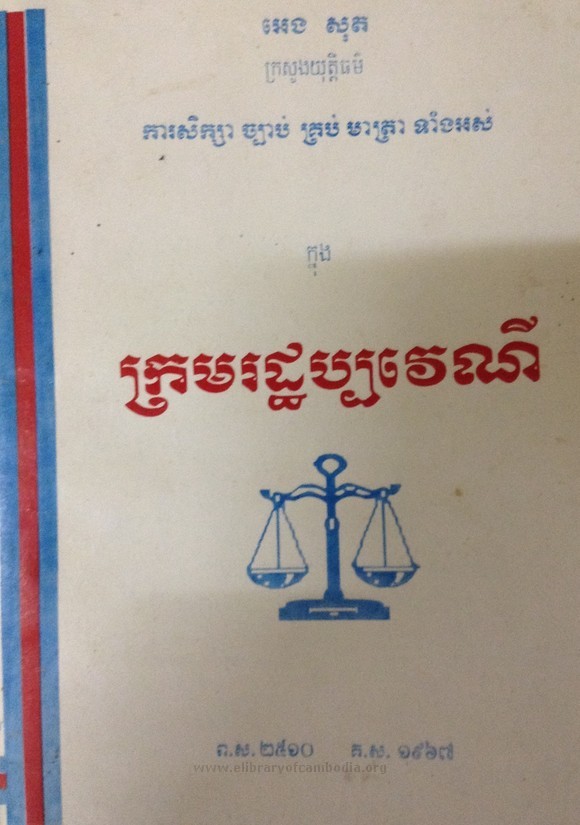 អេង សុត
ក្រសួងយុត្តិធម៌
ការសិក្សា ច្បាប់ គ្រប់ មាត្រា ទាំងអស់
ក្នុង
ក្រមរដ្ឋប្បវេណី
ព.ស. ២៥១០ គ.ស. ១៩៦៧
www.elibraryofcambodia.org